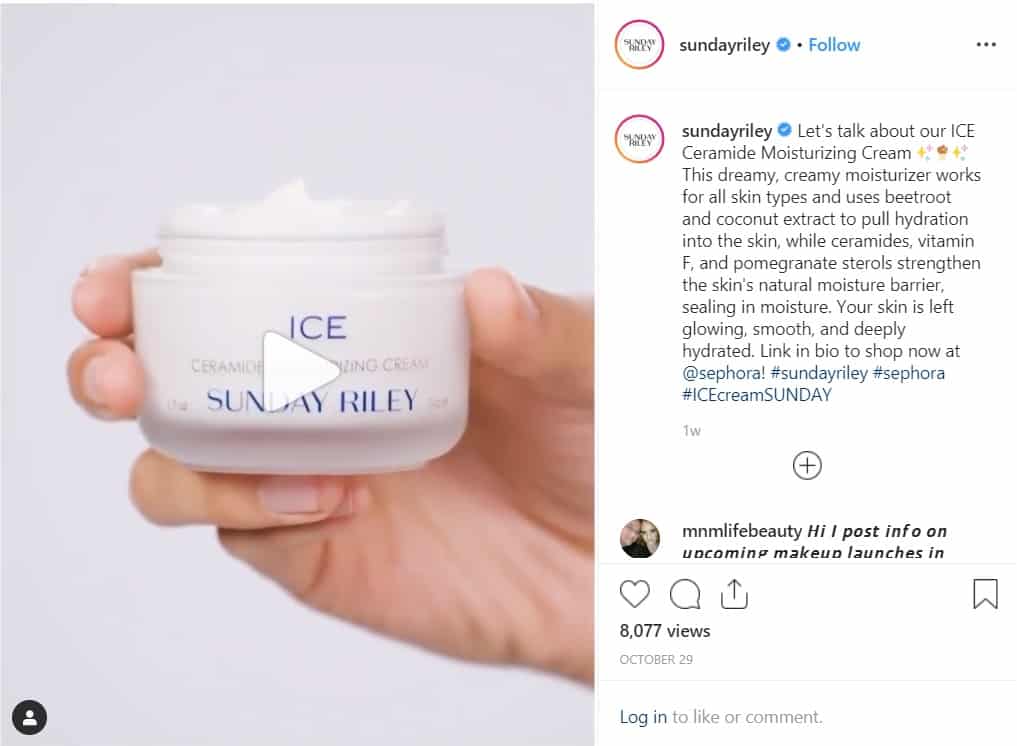 SUNDAY
RILEY
sundayriley • Follow
SUNDAY
RILEY
sundayriley Let's talk about our ICE
Ceramide Moisturizing Cream ✨🧁✨
This dreamy, creamy moisturizer works
for all skin types and uses beetroot
and coconut extract to pull hydration
into the skin, while ceramides, vitamin
F, and pomegranate sterols strengthen
the skin's natural moisture barrier,
sealing in moisture. Your skin is left
glowing, smooth, and deeply
hydrated. Link in bio to shop now at
@sephora! #sundayriley #sephora
#ICEcreamSUNDAY
1w
mnmlifebeauty Hi I post info on
upcoming makeup launches in
8,077 views
OCTOBER 29
Log in to like or comment.
ICE
CERAMIDE CREAM
SUNDAY RILEY